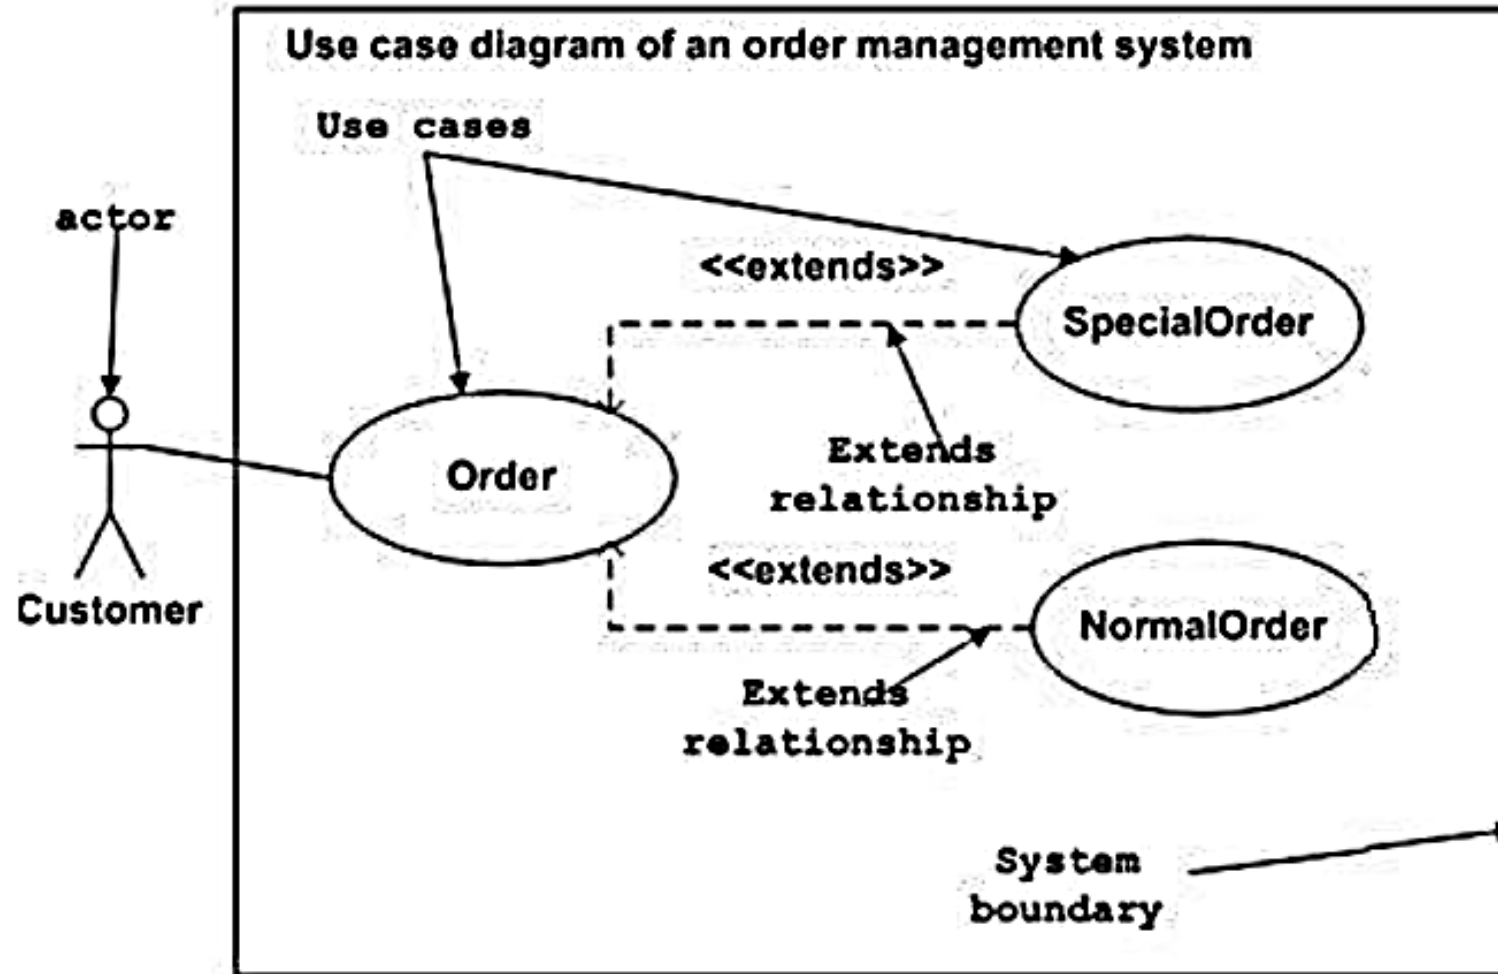 Use case diagram of an order management system
Use cases
actor
<<extends>>
SpecialOrder
Extends
relationship
Order
<<extends>>
NormalOrder
Customer
Extends
relationship
System
boundary